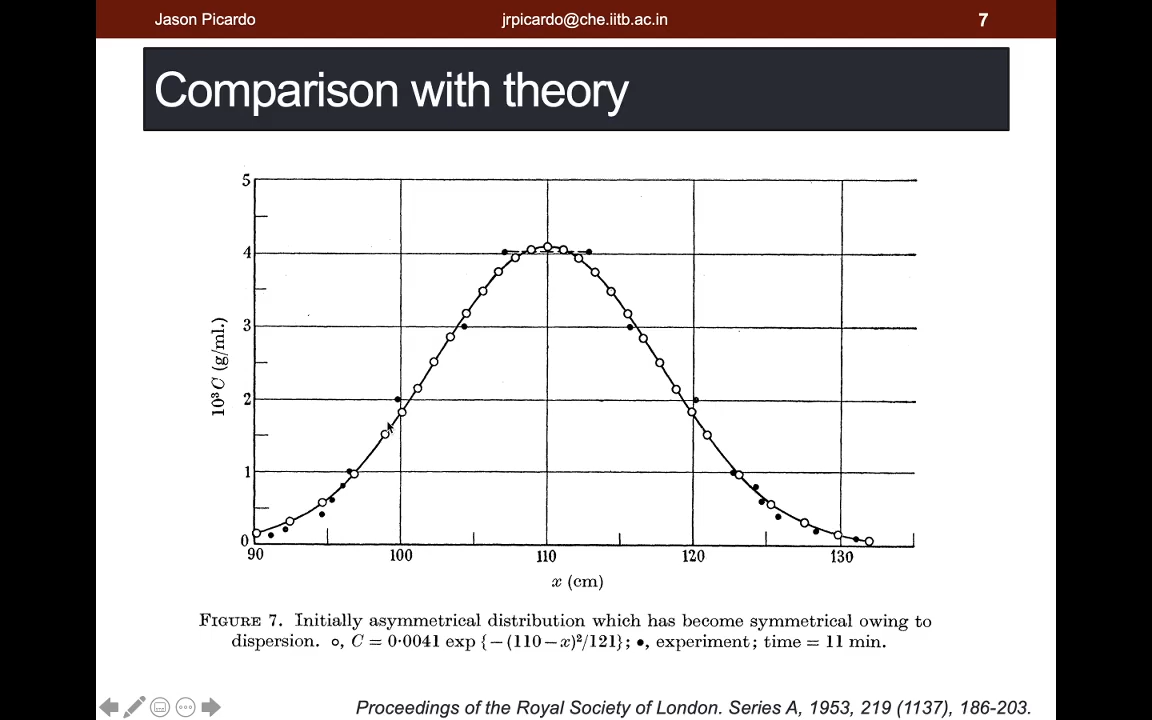 Jason Picardo jrpicardo@che.iitb.ac.in 7
Comparison with theory
5
4
3
2
1
0
10³C (g/ml.)
90 100 110 120 130
x (cm)
FIGURE 7. Initially asymmetrical distribution which has become symmetrical owing to
dispersion. ∘, C = 0·0041 exp {−(110−x)²/121}; •, experiment; time = 11 min.
Proceedings of the Royal Society of London. Series A, 1953, 219 (1137), 186-203.